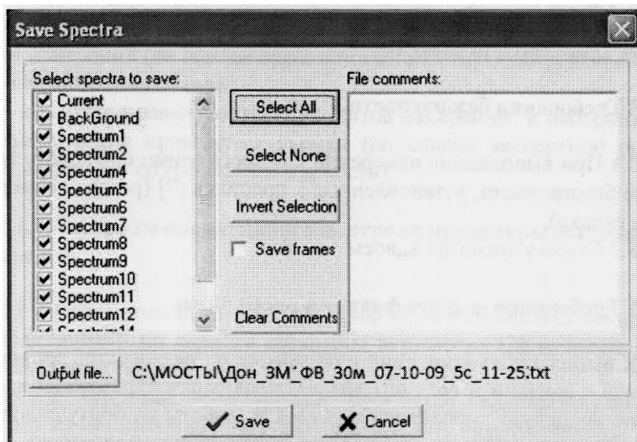 Save Spectra
Select spectra to save:
Current
BackGround
Spectrum1
Spectrum2
Spectrum4
Spectrum5
Spectrum6
Spectrum7
Spectrum8
Spectrum9
Spectrum10
Spectrum11
Spectrum12
Spectrum14
Select All
Select None
Invert Selection
Save frames
Clear Comments
File comments:
Output file...
C:\МОСТЫ\Дон_3М_ФВ_30м_07-10-09_5с_11-25.txt
Save
Cancel